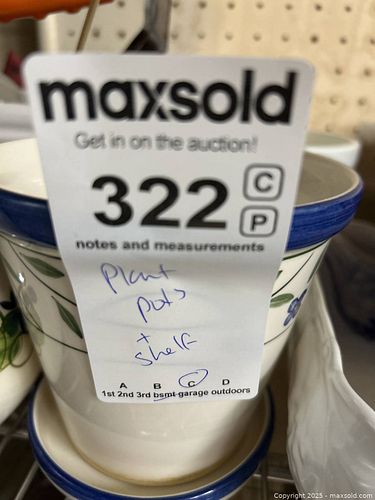 maxsold
Get in on the auction!
322 C
P
notes and measurements
Plant
pots
+
shelf
A B C D
1st 2nd 3rd bsmt garage outdoors
Copyright 2025 - maxsold.com